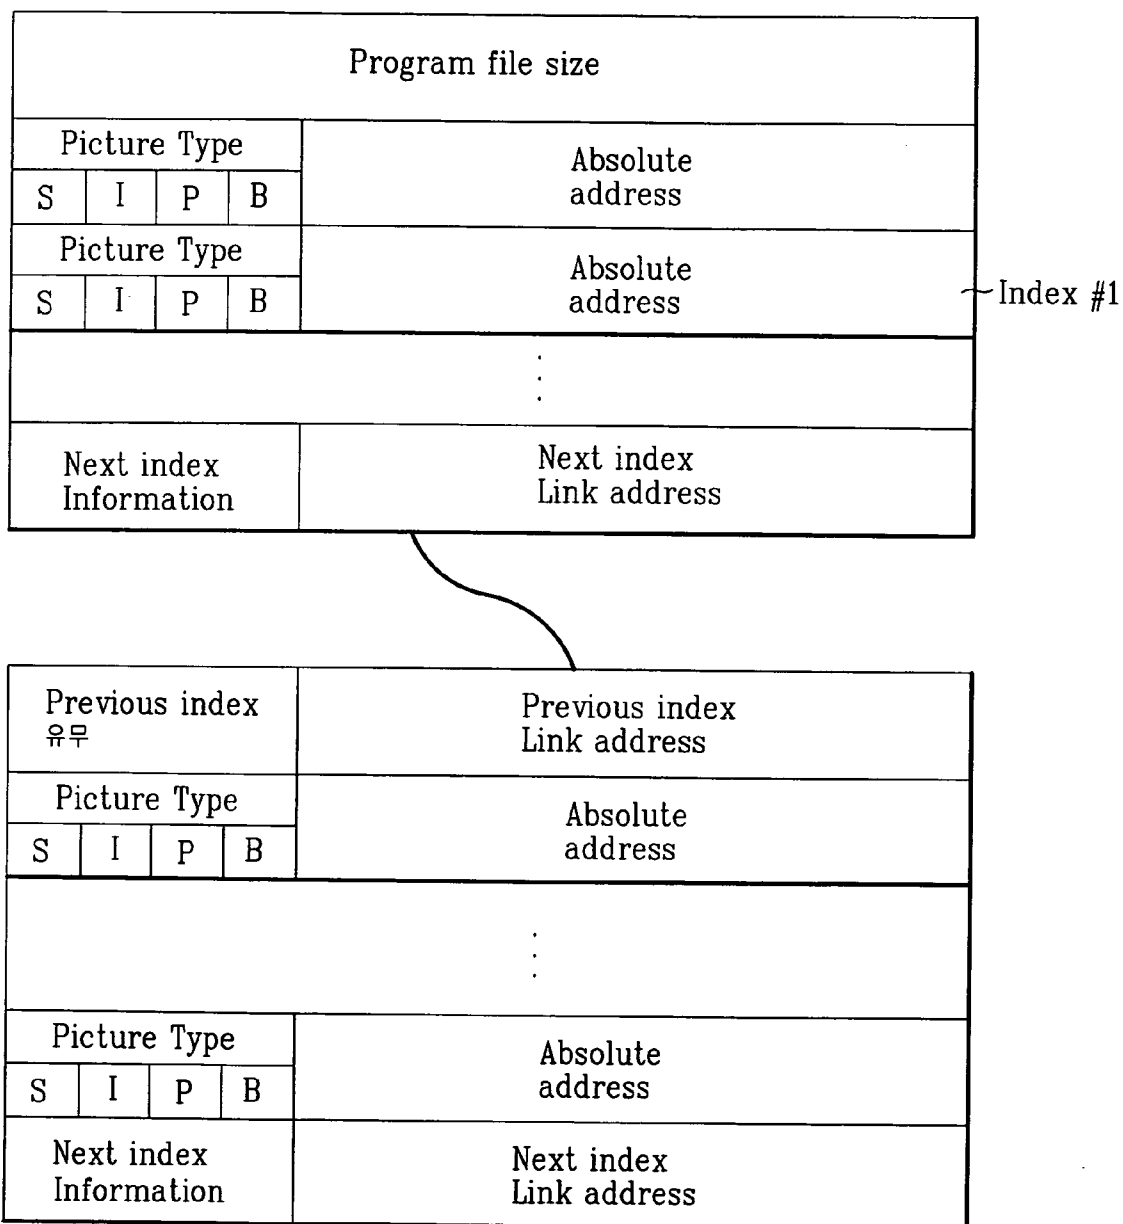 Program file size
Picture Type
Absolute
address
S I P B
Picture Type
Absolute
address
S I P B
Index #1
Next index
Information
Next index
Link address
Previous index
유무
Previous index
Link address
Picture Type
Absolute
address
S I P B
Picture Type
Absolute
address
S I P B
Next index
Information
Next index
Link address